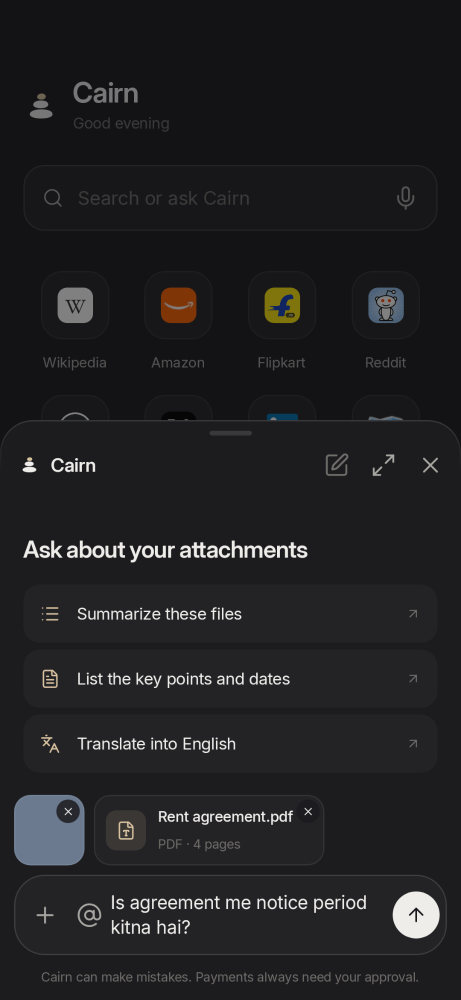 Cairn
Good evening
Search or ask Cairn
W
Wikipedia
Amazon
Flipkart
Reddit
Cairn
Ask about your attachments
Summarize these files
List the key points and dates
Translate into English
Rent agreement.pdf
PDF · 4 pages
Is agreement me notice period
kitna hai?
Cairn can make mistakes. Payments always need your approval.